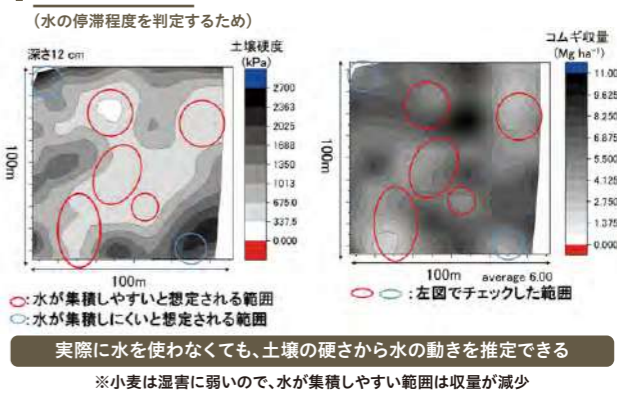 (水の停滞程度を判定するため)
深さ12 cm
土壌硬度
(kPa)
2700
2363
2025
1688
1350
1013
675.0
337.5
0.000
100m
100m
コムギ収量
(Mg ha⁻¹)
11.00
9.625
8.250
6.875
5.500
4.125
2.750
1.375
0.000
100m
100m
average 6.00
○:水が集積しやすいと想定される範囲
○:水が集積しにくいと想定される範囲
○ ○:左図でチェックした範囲
実際に水を使わなくても、土壌の硬さから水の動きを推定できる
※小麦は湿害に弱いので、水が集積しやすい範囲は収量が減少